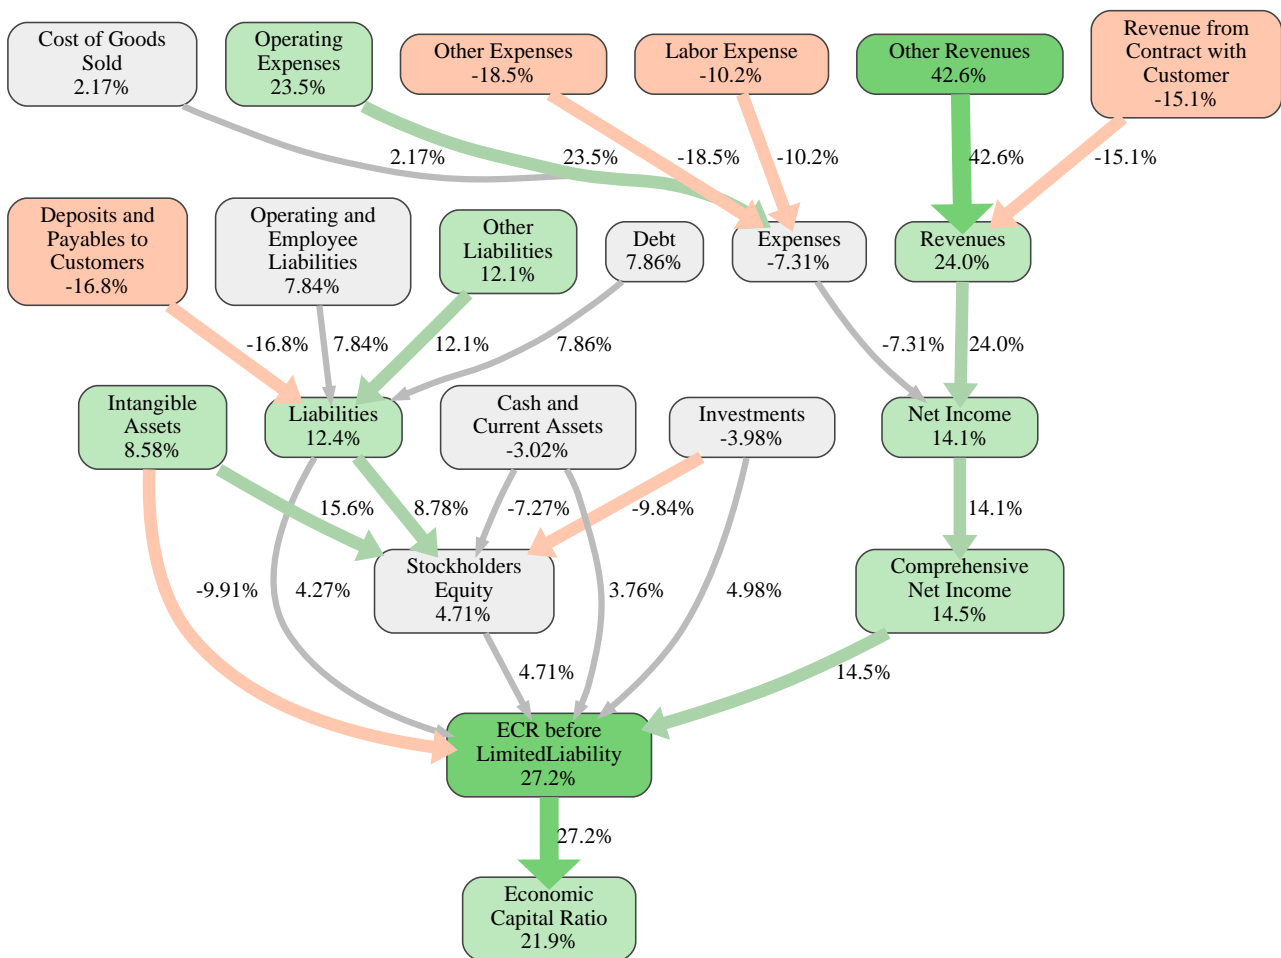 Cost of Goods
Sold
2.17%
Operating
Expenses
23.5%
Other Expenses
-18.5%
Labor Expense
-10.2%
Other Revenues
42.6%
Revenue from
Contract with
Customer
-15.1%
2.17%
23.5%
-18.5%
-10.2%
42.6%
-15.1%
Deposits and
Payables to
Customers
-16.8%
Operating and
Employee
Liabilities
7.84%
Other
Liabilities
12.1%
Debt
7.86%
Expenses
-7.31%
Revenues
24.0%
-16.8%
7.84%
12.1%
7.86%
-7.31%
24.0%
Intangible
Assets
8.58%
Liabilities
12.4%
Cash and
Current Assets
-3.02%
Investments
-3.98%
Net Income
14.1%
15.6%
8.78%
-7.27%
-9.84%
14.1%
Stockholders
Equity
4.71%
Comprehensive
Net Income
14.5%
-9.91%
4.27%
3.76%
4.98%
4.71%
14.5%
ECR before
LimitedLiability
27.2%
27.2%
Economic
Capital Ratio
21.9%